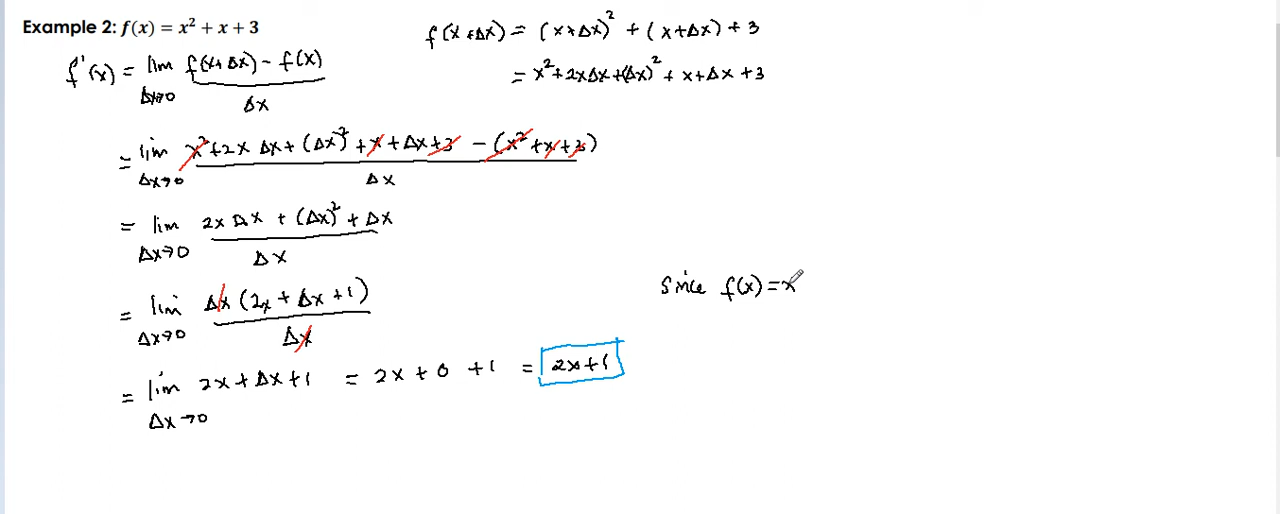 Example 2: f(x) = x² + x + 3
f(x+Δx) = (x+Δx)² + (x+Δx) + 3
= x² + 2xΔx + (Δx)² + x + Δx + 3
f'(x) = lim f(x+Δx) - f(x)
Δx→0 Δx
= lim x² + 2x Δx + (Δx)² + x + Δx + 3 - (x² + x + 3)
Δx→0 Δx
= lim 2x Δx + (Δx)² + Δx
Δx→0 Δx
= lim Δx (2x + Δx + 1)
Δx→0 Δx
Since f(x) = x
= lim 2x + Δx + 1 = 2x + 0 + 1 = 2x + 1
Δx→0